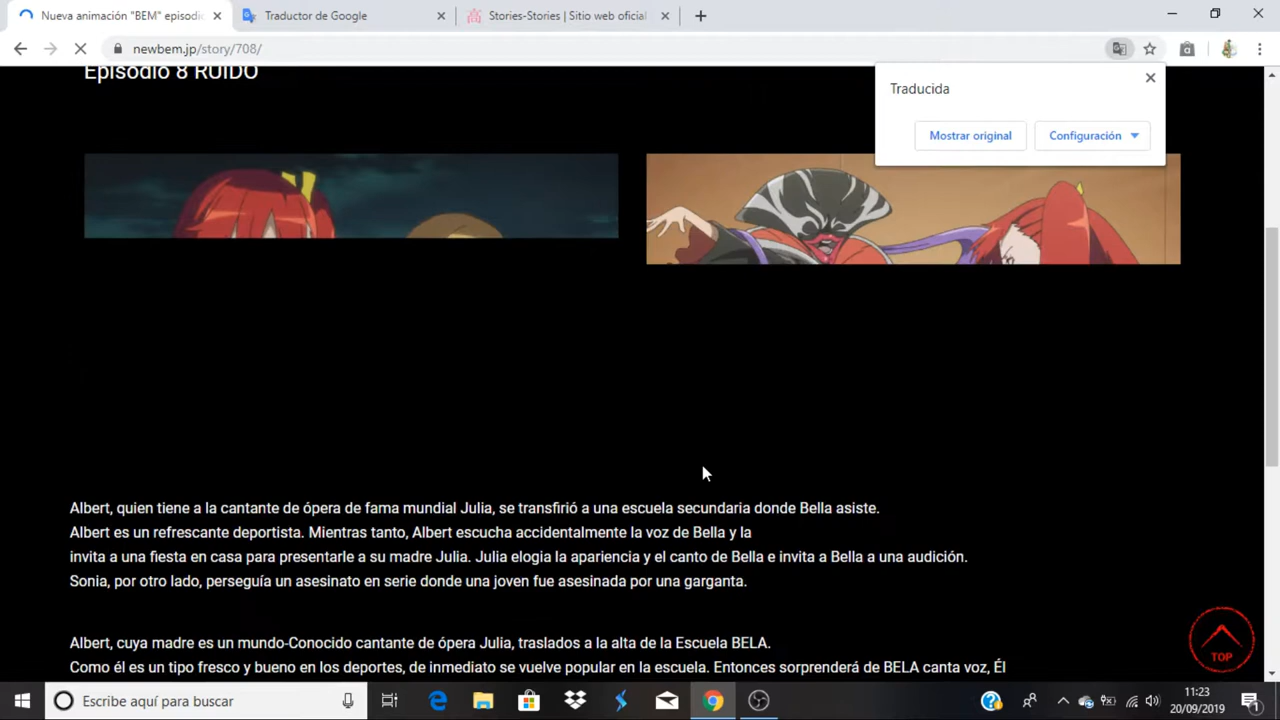 Nueva animación "BEM" episodio
Traductor de Google
Stories-Stories | Sitio web oficial
newbem.jp/story/708/
Episodio 8 RUIDO
Traducida
Mostrar original
Configuración
Albert, quien tiene a la cantante de ópera de fama mundial Julia, se transfirió a una escuela secundaria donde Bella asiste.
Albert es un refrescante deportista. Mientras tanto, Albert escucha accidentalmente la voz de Bella y la
invita a una fiesta en casa para presentarle a su madre Julia. Julia elogia la apariencia y el canto de Bella e invita a Bella a una audición.
Sonia, por otro lado, perseguía un asesinato en serie donde una joven fue asesinada por una garganta.
Albert, cuya madre es un mundo-Conocido cantante de ópera Julia, traslados a la alta de la Escuela BELA.
Como él es un tipo fresco y bueno en los deportes, de inmediato se vuelve popular en la escuela. Entonces sorprenderá de BELA canta voz, Él
TOP
Escribe aquí para buscar
11:23
20/09/2019
1